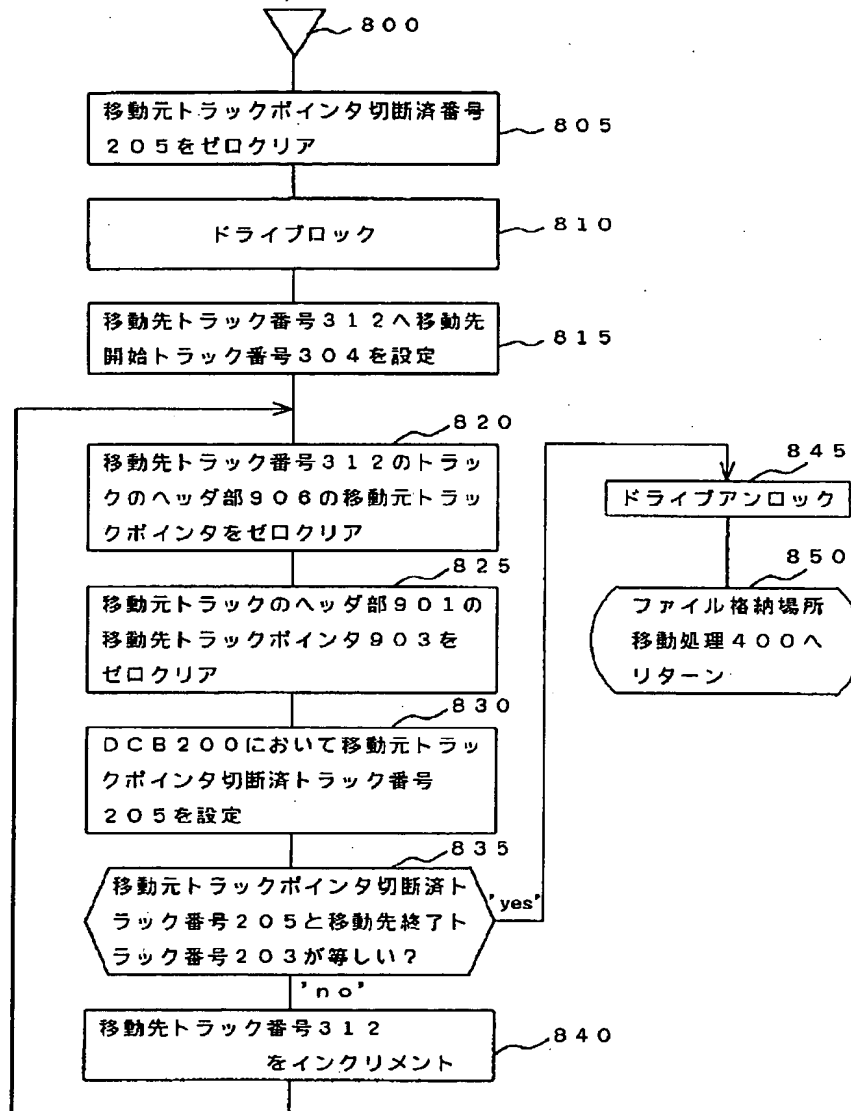 800
移動元トラックポインタ切断済番号
205をゼロクリア
805
ドライブロック
810
移動先トラック番号312へ移動先
開始トラック番号304を設定
815
820
移動先トラック番号312のトラッ
クのヘッダ部906の移動元トラッ
クポインタをゼロクリア
825
移動元トラックのヘッダ部901の
移動先トラックポインタ903を
ゼロクリア
830
DCB200において移動元トラッ
クポインタ切断済トラック番号
205を設定
835
移動元トラックポインタ切断済ト
ラック番号205と移動先終了ト
ラック番号203が等しい?
'yes'
'no'
移動先トラック番号312
をインクリメント
840
845
ドライブアンロック
850
ファイル格納場所
移動処理400へ
リターン